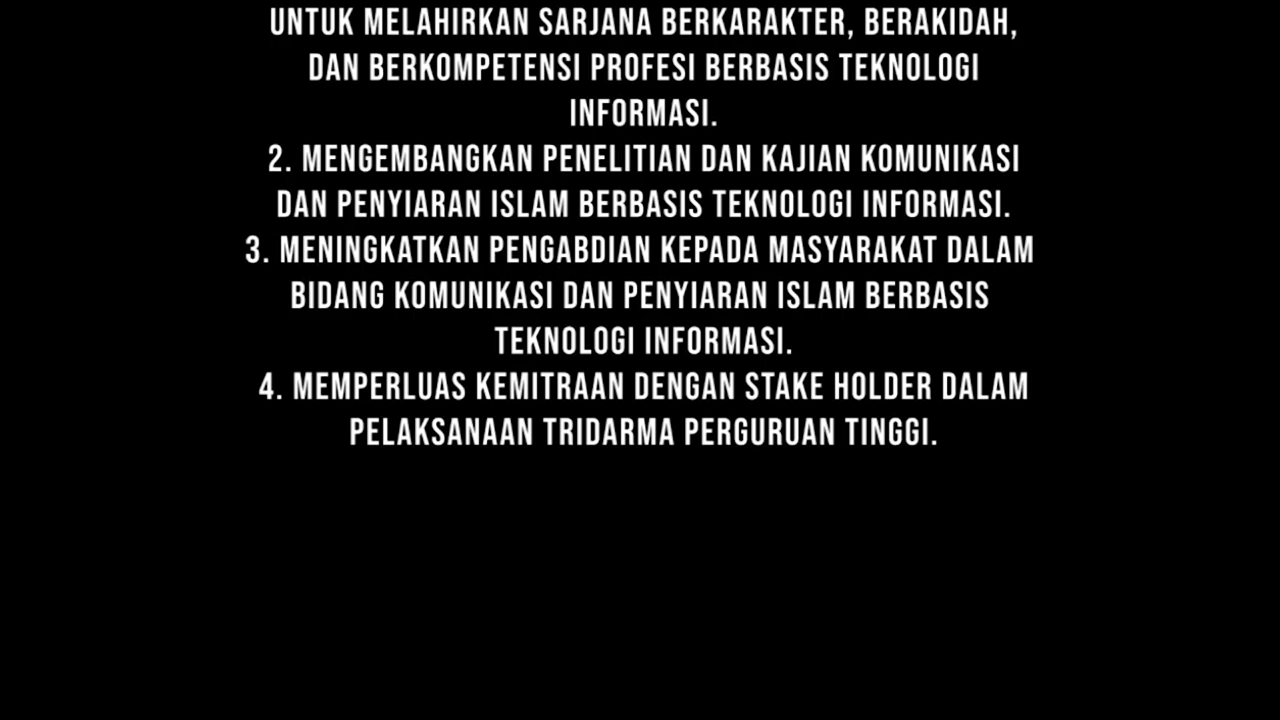 UNTUK MELAHIRKAN SARJANA BERKARAKTER, BERAKIDAH,
DAN BERKOMPETENSI PROFESI BERBASIS TEKNOLOGI
INFORMASI.
2. MENGEMBANGKAN PENELITIAN DAN KAJIAN KOMUNIKASI
DAN PENYIARAN ISLAM BERBASIS TEKNOLOGI INFORMASI.
3. MENINGKATKAN PENGABDIAN KEPADA MASYARAKAT DALAM
BIDANG KOMUNIKASI DAN PENYIARAN ISLAM BERBASIS
TEKNOLOGI INFORMASI.
4. MEMPERLUAS KEMITRAAN DENGAN STAKE HOLDER DALAM
PELAKSANAAN TRIDARMA PERGURUAN TINGGI.